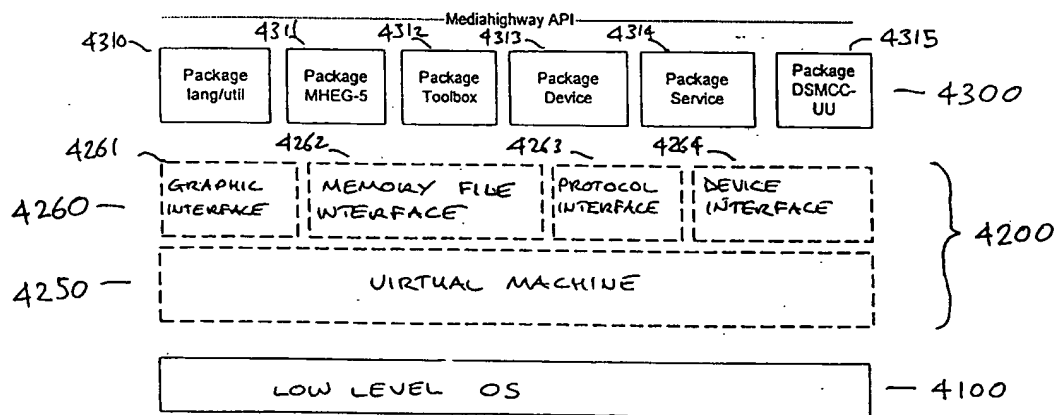 Mediahighway API
4310 4311 4312 4313 4314 4315
Package lang/util
Package MHEG-5
Package Toolbox
Package Device
Package Service
Package DSMCC-UU
4300
4261 4262 4263 4264
4260
GRAPHIC INTERFACE
MEMORY FILE INTERFACE
PROTOCOL INTERFACE
DEVICE INTERFACE
4200
4250
VIRTUAL MACHINE
LOW LEVEL OS
4100